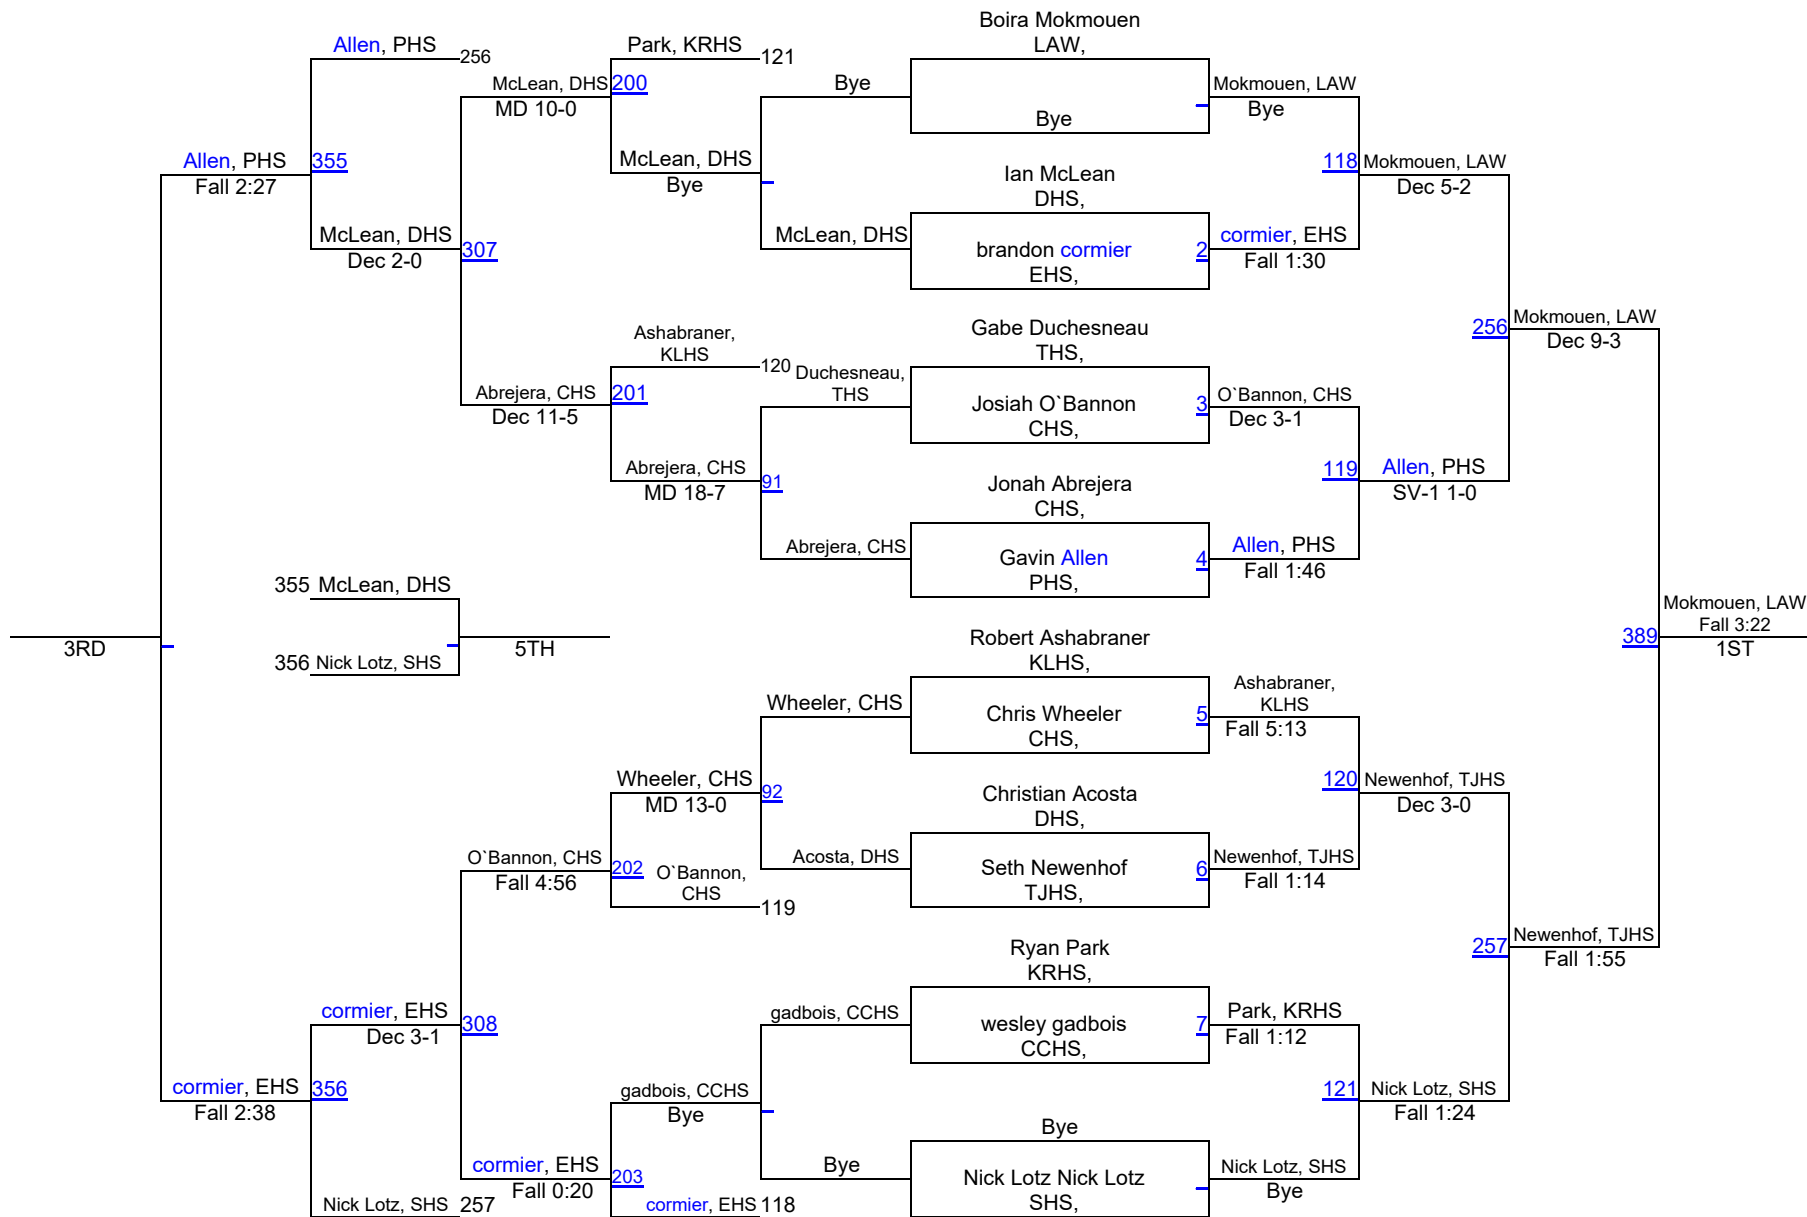 Boira Mokmouen
LAW,
Allen, PHS
256
Park, KRHS
121
McLean, DHS
200
MD 10-0
Bye
Mokmouen, LAW
Bye
Bye
Allen, PHS
355
Fall 2:27
McLean, DHS
Bye
Ian McLean
DHS,
118
Mokmouen, LAW
Dec 5-2
McLean, DHS
307
Dec 2-0
McLean, DHS
brandon cormier
EHS,
2
cormier, EHS
Fall 1:30
Gabe Duchesneau
THS,
256
Mokmouen, LAW
Dec 9-3
Ashabraner,
KLHS
120
Duchesneau,
THS
Abrejera, CHS
201
Dec 11-5
Josiah O`Bannon
CHS,
3
O`Bannon, CHS
Dec 3-1
Abrejera, CHS
MD 18-7
91
Jonah Abrejera
CHS,
119
Allen, PHS
SV-1 1-0
Abrejera, CHS
Gavin Allen
PHS,
4
Allen, PHS
Fall 1:46
355
McLean, DHS
Mokmouen, LAW
Fall 3:22
389
1ST
3RD
5TH
356
Nick Lotz, SHS
Robert Ashabraner
KLHS,
Wheeler, CHS
Chris Wheeler
CHS,
5
Ashabraner,
KLHS
Fall 5:13
Wheeler, CHS
MD 13-0
92
Christian Acosta
DHS,
120
Newenhof, TJHS
Dec 3-0
O`Bannon, CHS
202
Fall 4:56
O`Bannon,
CHS
119
Acosta, DHS
Seth Newenhof
TJHS,
6
Newenhof, TJHS
Fall 1:14
Ryan Park
KRHS,
257
Newenhof, TJHS
Fall 1:55
cormier, EHS
308
Dec 3-1
gadbois, CCHS
wesley gadbois
CCHS,
7
Park, KRHS
Fall 1:12
cormier, EHS
356
Fall 2:38
gadbois, CCHS
Bye
Bye
121
Nick Lotz, SHS
Fall 1:24
cormier, EHS
203
Fall 0:20
Bye
Nick Lotz Nick Lotz
SHS,
Nick Lotz, SHS
Bye
Nick Lotz, SHS
257
cormier, EHS
118